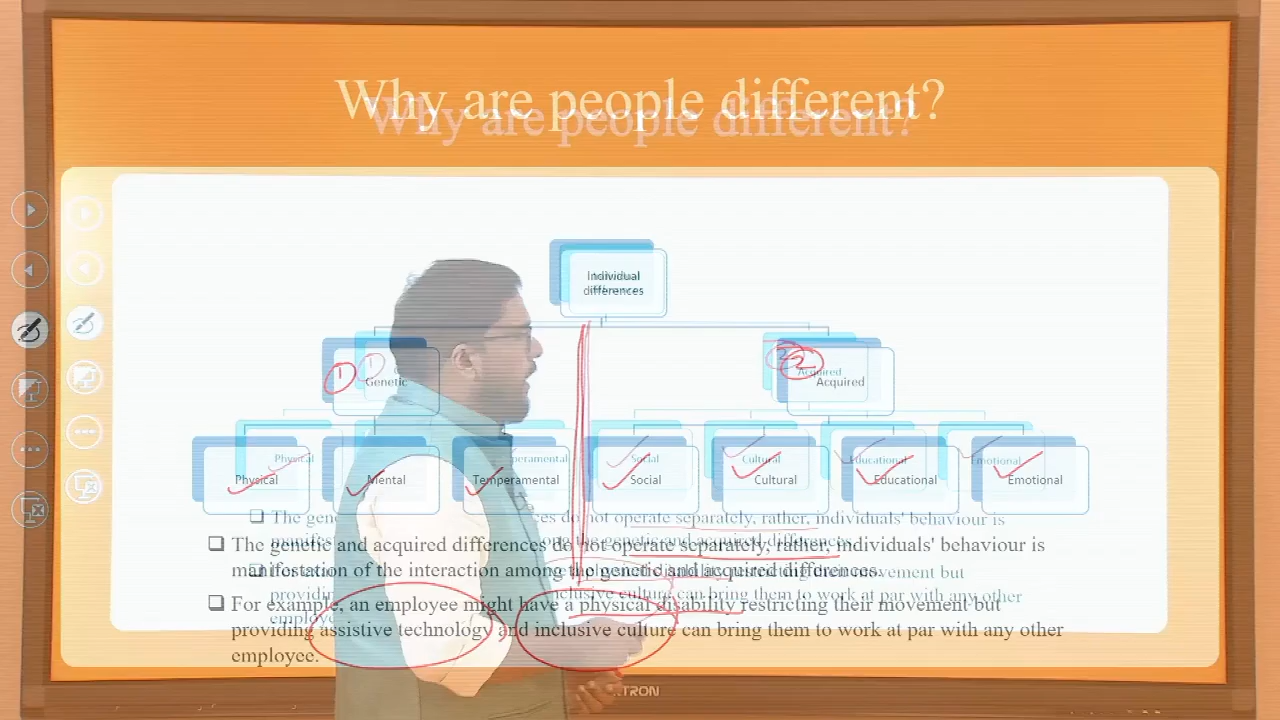 Why are people different?
Individual
differences
1
Genetic
2
Acquired
Physical
Mental
Temperamental
Social
Cultural
Educational
Emotional
❑ The genetic and acquired differences do not operate separately, rather, individuals' behaviour is
manifestation of the interaction among the genetic and acquired differences.
❑ For example, an employee might have a physical disability restricting their movement but
providing assistive technology and inclusive culture can bring them to work at par with any other
employee.
TRON